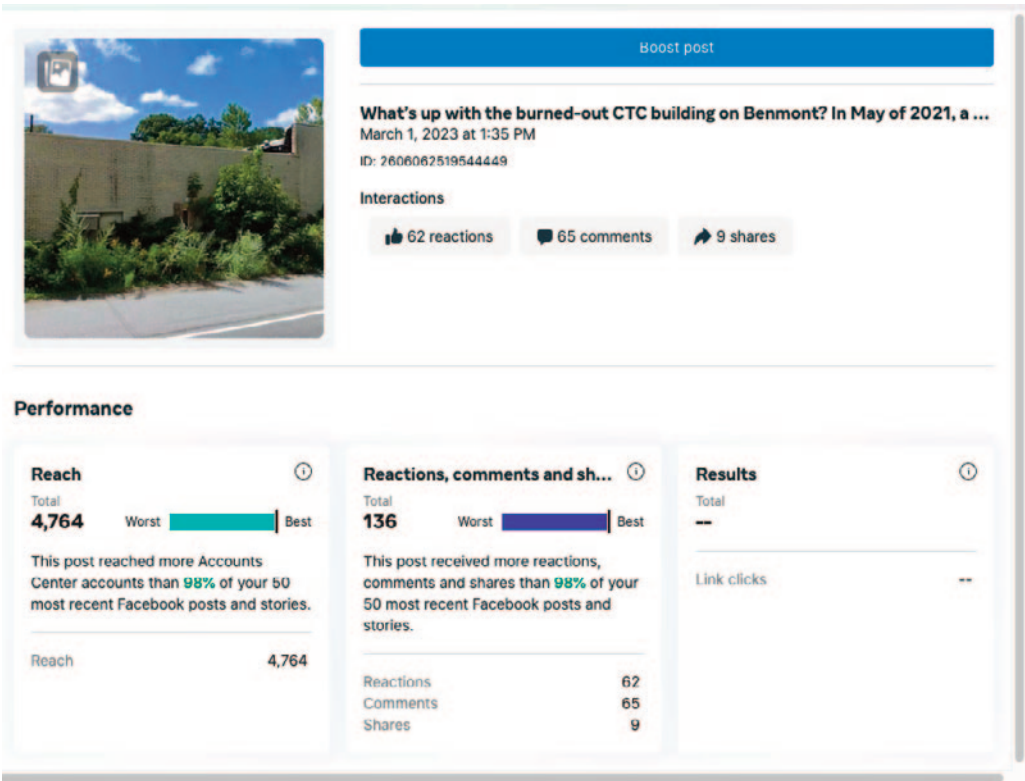 Boost post
What's up with the burned-out CTC building on Benmont? In May of 2021, a ...
March 1, 2023 at 1:35 PM
ID: 2606062519544449
Interactions
62 reactions 65 comments 9 shares
Performance
Reach
Total
4,764 Worst Best
This post reached more Accounts
Center accounts than 98% of your 50
most recent Facebook posts and stories.
Reach 4,764
Reactions, comments and sh...
Total
136 Worst Best
This post received more reactions,
comments and shares than 98% of your
50 most recent Facebook posts and
stories.
Reactions 62
Comments 65
Shares 9
Results
Total
--
Link clicks --